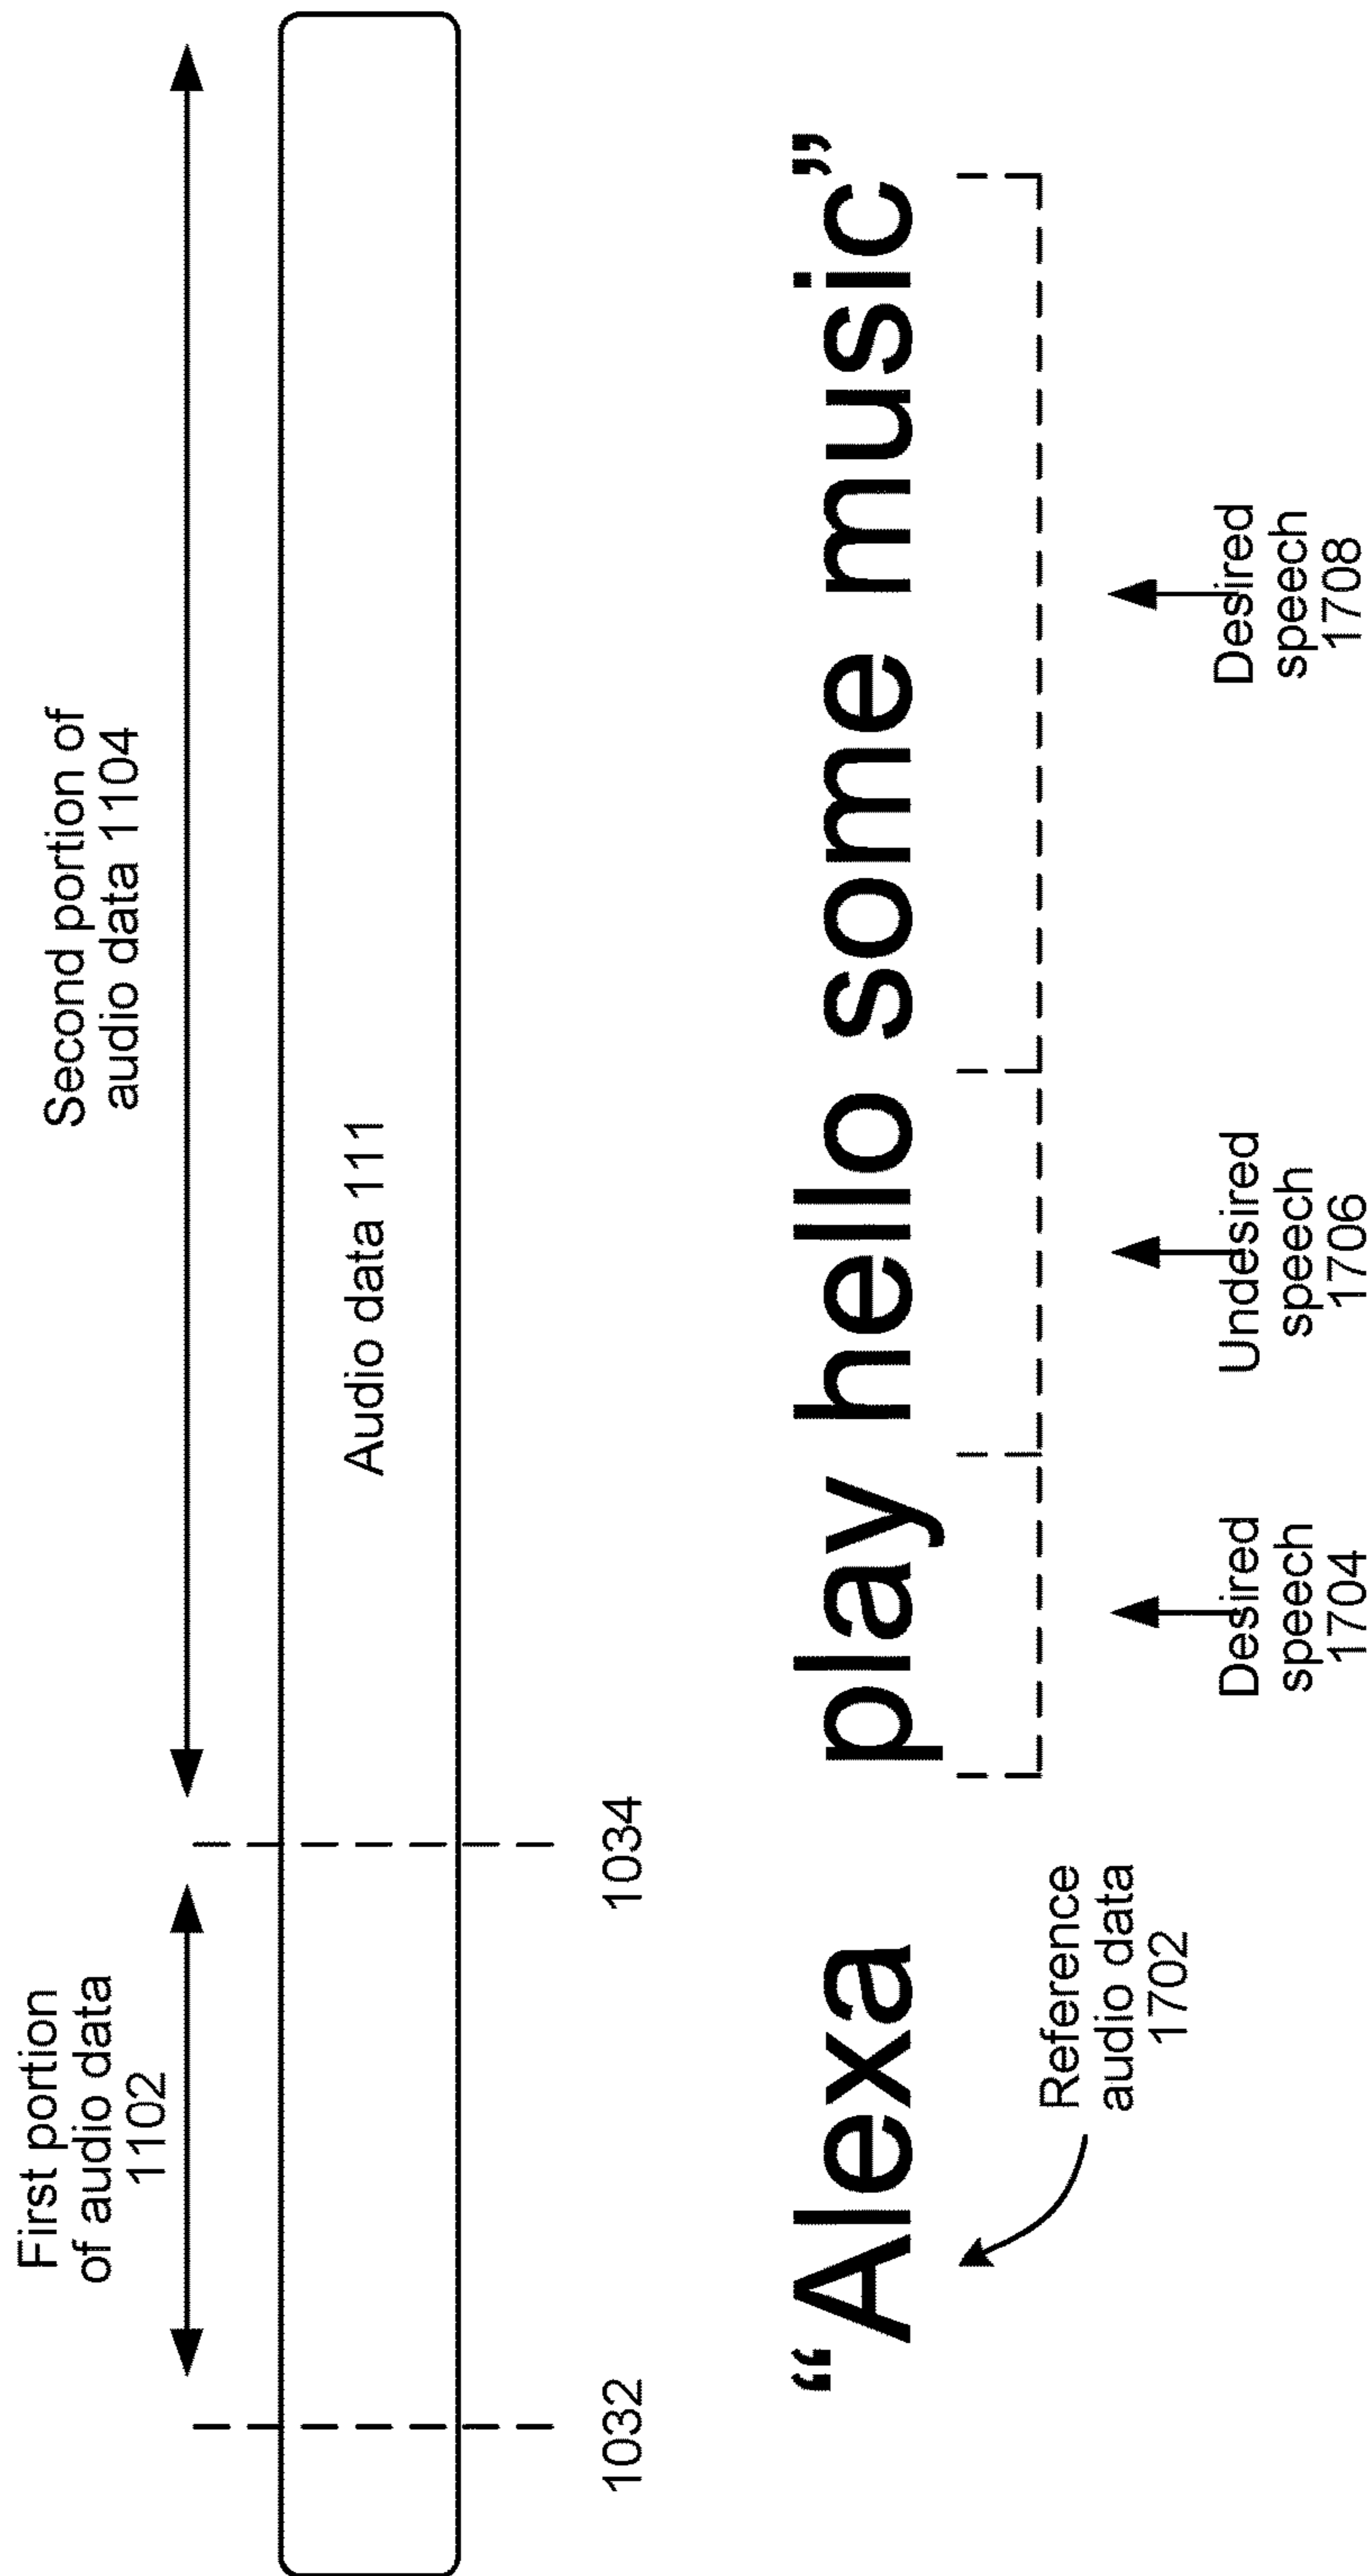 First portion
of audio data
1102
Second portion of
audio data 1104
Audio data 111
1032
1034
“Alexa play hello some music”
Reference
audio data
1702
Desired
speech
1704
Undesired
speech
1706
Desired
speech
1708